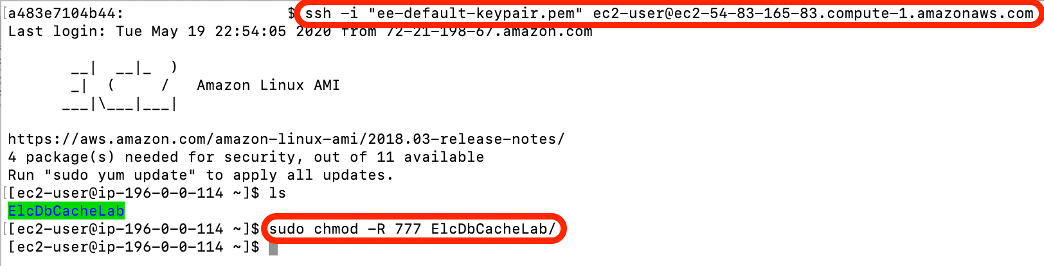 [a483e7104b44: $ ssh -i "ee-default-keypair.pem" ec2-user@ec2-54-83-165-83.compute-1.amazonaws.com
Last login: Tue May 19 22:54:05 2020 from 72-21-198-67.amazon.com
       __|  __|_  )
       _|  (     /   Amazon Linux AMI
      ___|\___|___|
https://aws.amazon.com/amazon-linux-ami/2018.03-release-notes/
4 package(s) needed for security, out of 11 available
Run "sudo yum update" to apply all updates.
[[ec2-user@ip-196-0-0-114 ~]$ ls
ElcDbCacheLab
[[ec2-user@ip-196-0-0-114 ~]$ sudo chmod -R 777 ElcDbCacheLab/
[ec2-user@ip-196-0-0-114 ~]$